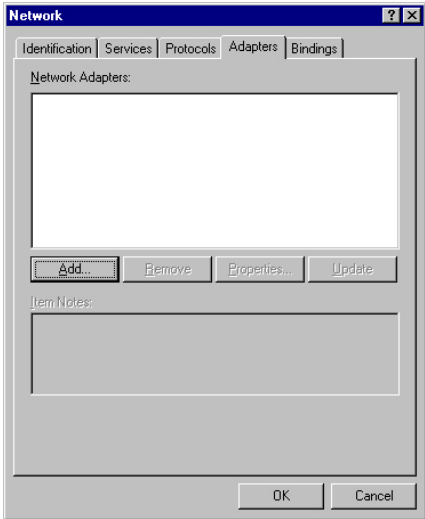 Network
Identification Services Protocols Adapters Bindings
Network Adapters:
Add... Remove Properties... Update
Item Notes:
OK Cancel